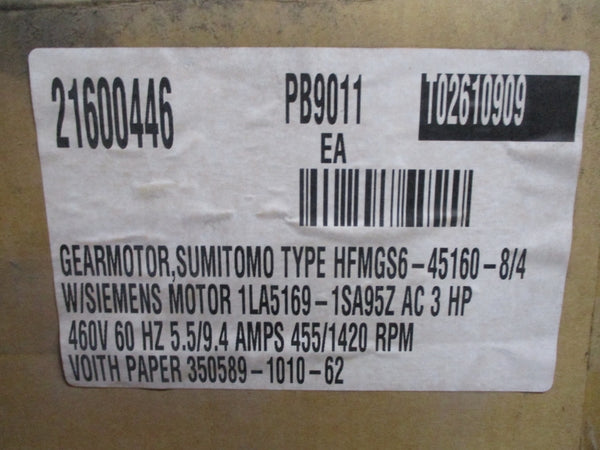 21600446 PB9011 T02610909
EA
GEARMOTOR,SUMITOMO TYPE HFMGS6-45160-8/4
W/SIEMENS MOTOR 1LA5169-1SA95Z AC 3 HP
460V 60 HZ 5.5/9.4 AMPS 455/1420 RPM
VOITH PAPER 350589-1010-62